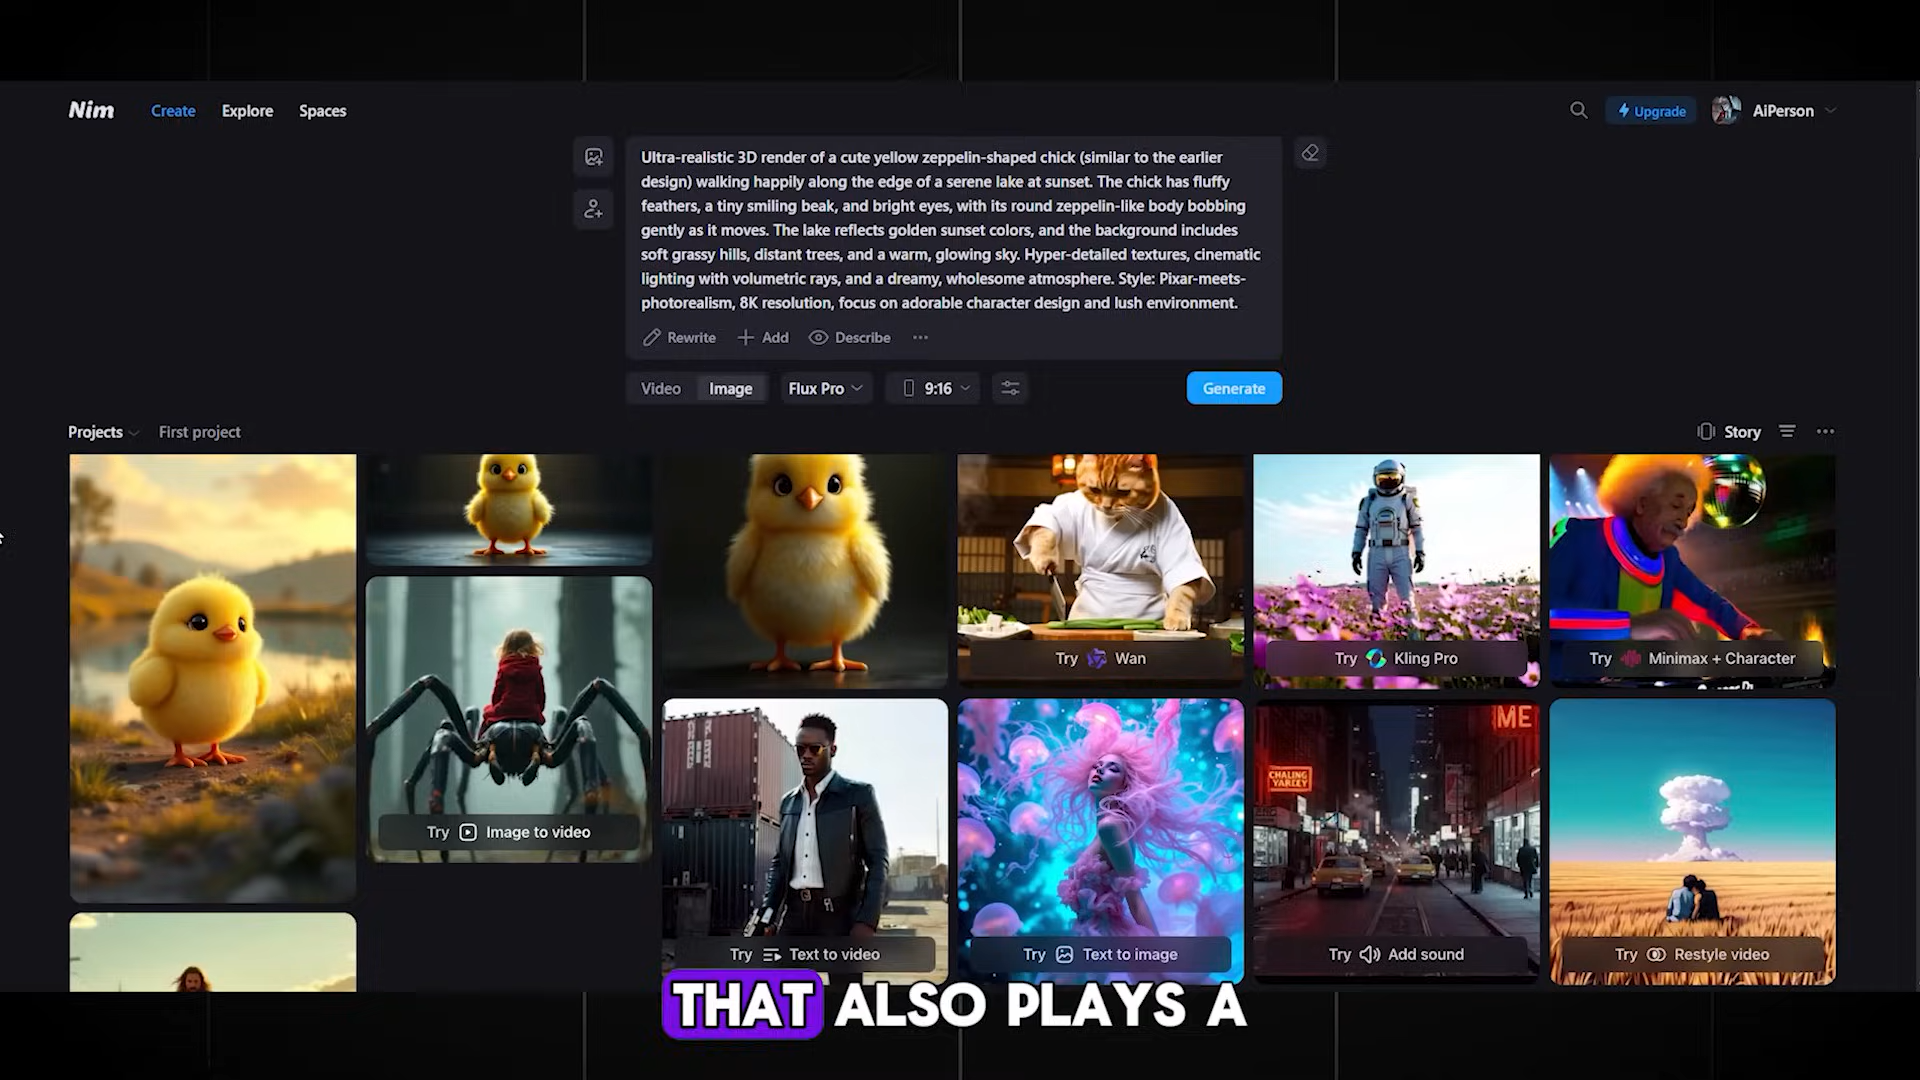 Nim
Create
Explore
Spaces
Upgrade
AiPerson
Ultra-realistic 3D render of a cute yellow zeppelin-shaped chick (similar to the earlier
design) walking happily along the edge of a serene lake at sunset. The chick has fluffy
feathers, a tiny smiling beak, and bright eyes, with its round zeppelin-like body bobbing
gently as it moves. The lake reflects golden sunset colors, and the background includes
soft grassy hills, distant trees, and a warm, glowing sky. Hyper-detailed textures, cinematic
lighting with volumetric rays, and a dreamy, wholesome atmosphere. Style: Pixar-meets-
photorealism, 8K resolution, focus on adorable character design and lush environment.
Rewrite
Add
Describe
Video
Image
Flux Pro
9:16
Generate
Projects
First project
Story
Try Wan
Try Kling Pro
Try Minimax + Character
Try Image to video
ME
CHALING
YARCEY
Try Text to video
Try Text to image
Try Add sound
Try Restyle video
THAT ALSO PLAYS A